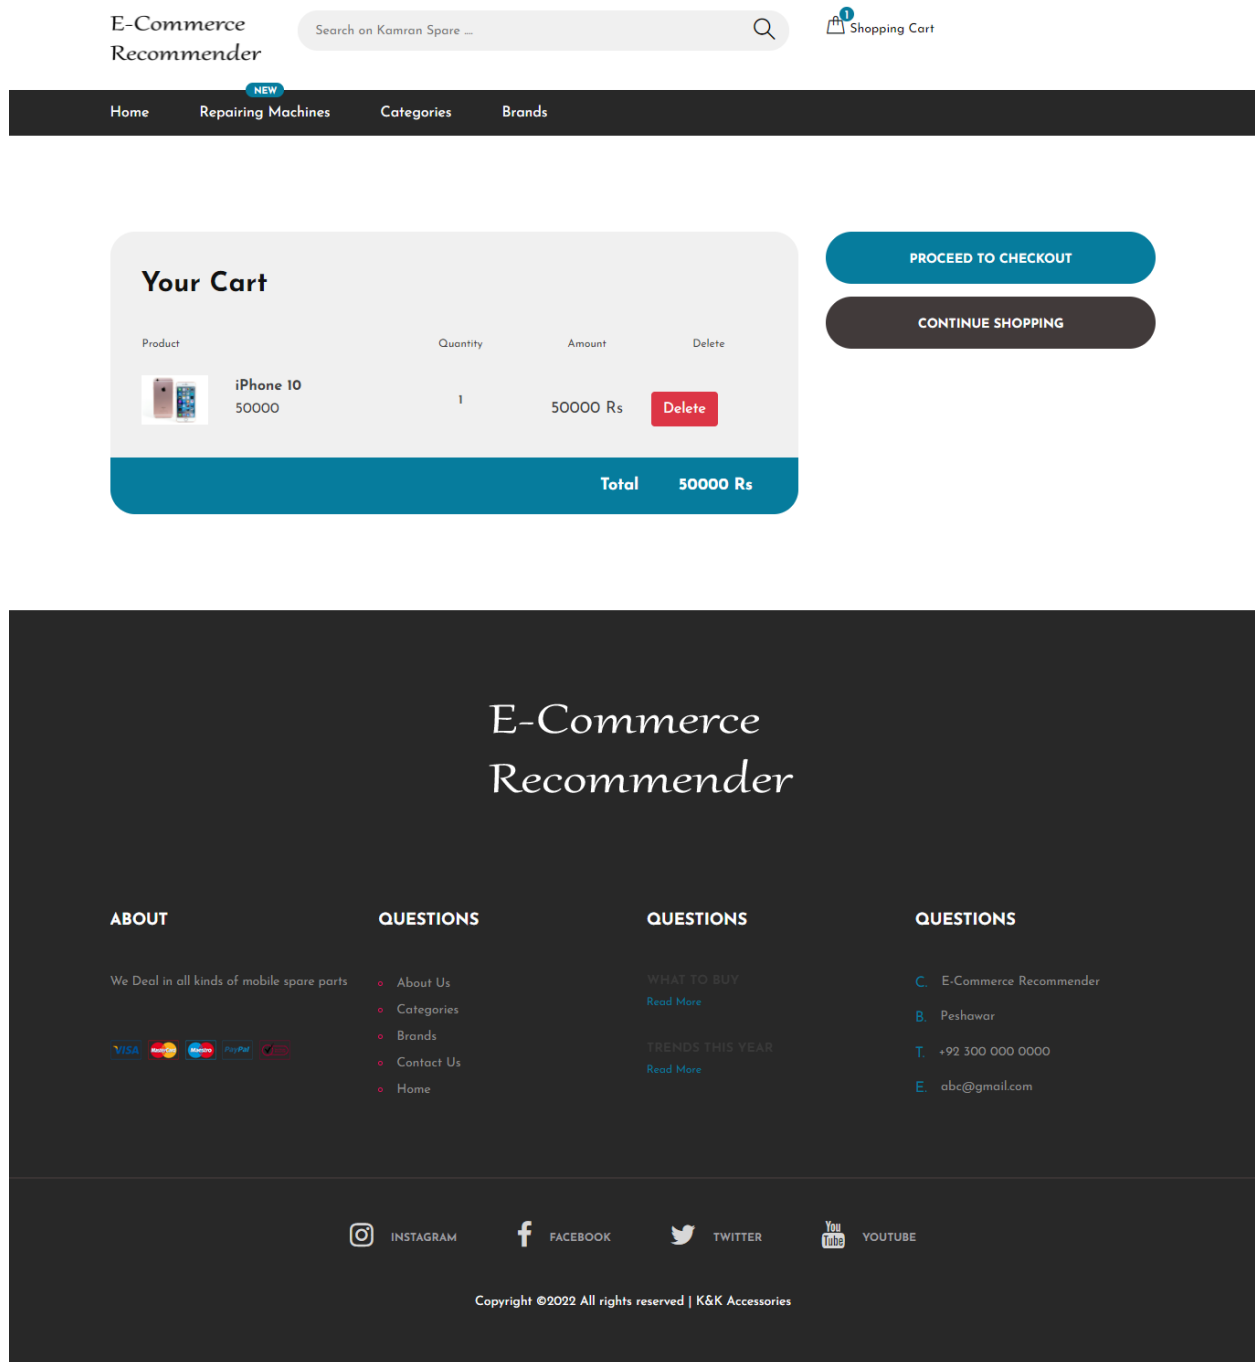 E-Commerce
Recommender
Search on Kamran Spare ....
1
Shopping Cart
NEW
Home
Repairing Machines
Categories
Brands
Your Cart
PROCEED TO CHECKOUT
CONTINUE SHOPPING
Product Quantity Amount Delete
iPhone 10
50000
1
50000 Rs
Delete
Total 50000 Rs
E-Commerce
Recommender
ABOUT
We Deal in all kinds of mobile spare parts
VISA MasterCard Maestro PayPal
QUESTIONS
About Us
Categories
Brands
Contact Us
Home
QUESTIONS
WHAT TO BUY
Read More
TRENDS THIS YEAR
Read More
QUESTIONS
C. E-Commerce Recommender
B. Peshawar
T. +92 300 000 0000
E. abc@gmail.com
INSTAGRAM
FACEBOOK
TWITTER
You
Tube
YOUTUBE
Copyright ©2022 All rights reserved | K&K Accessories